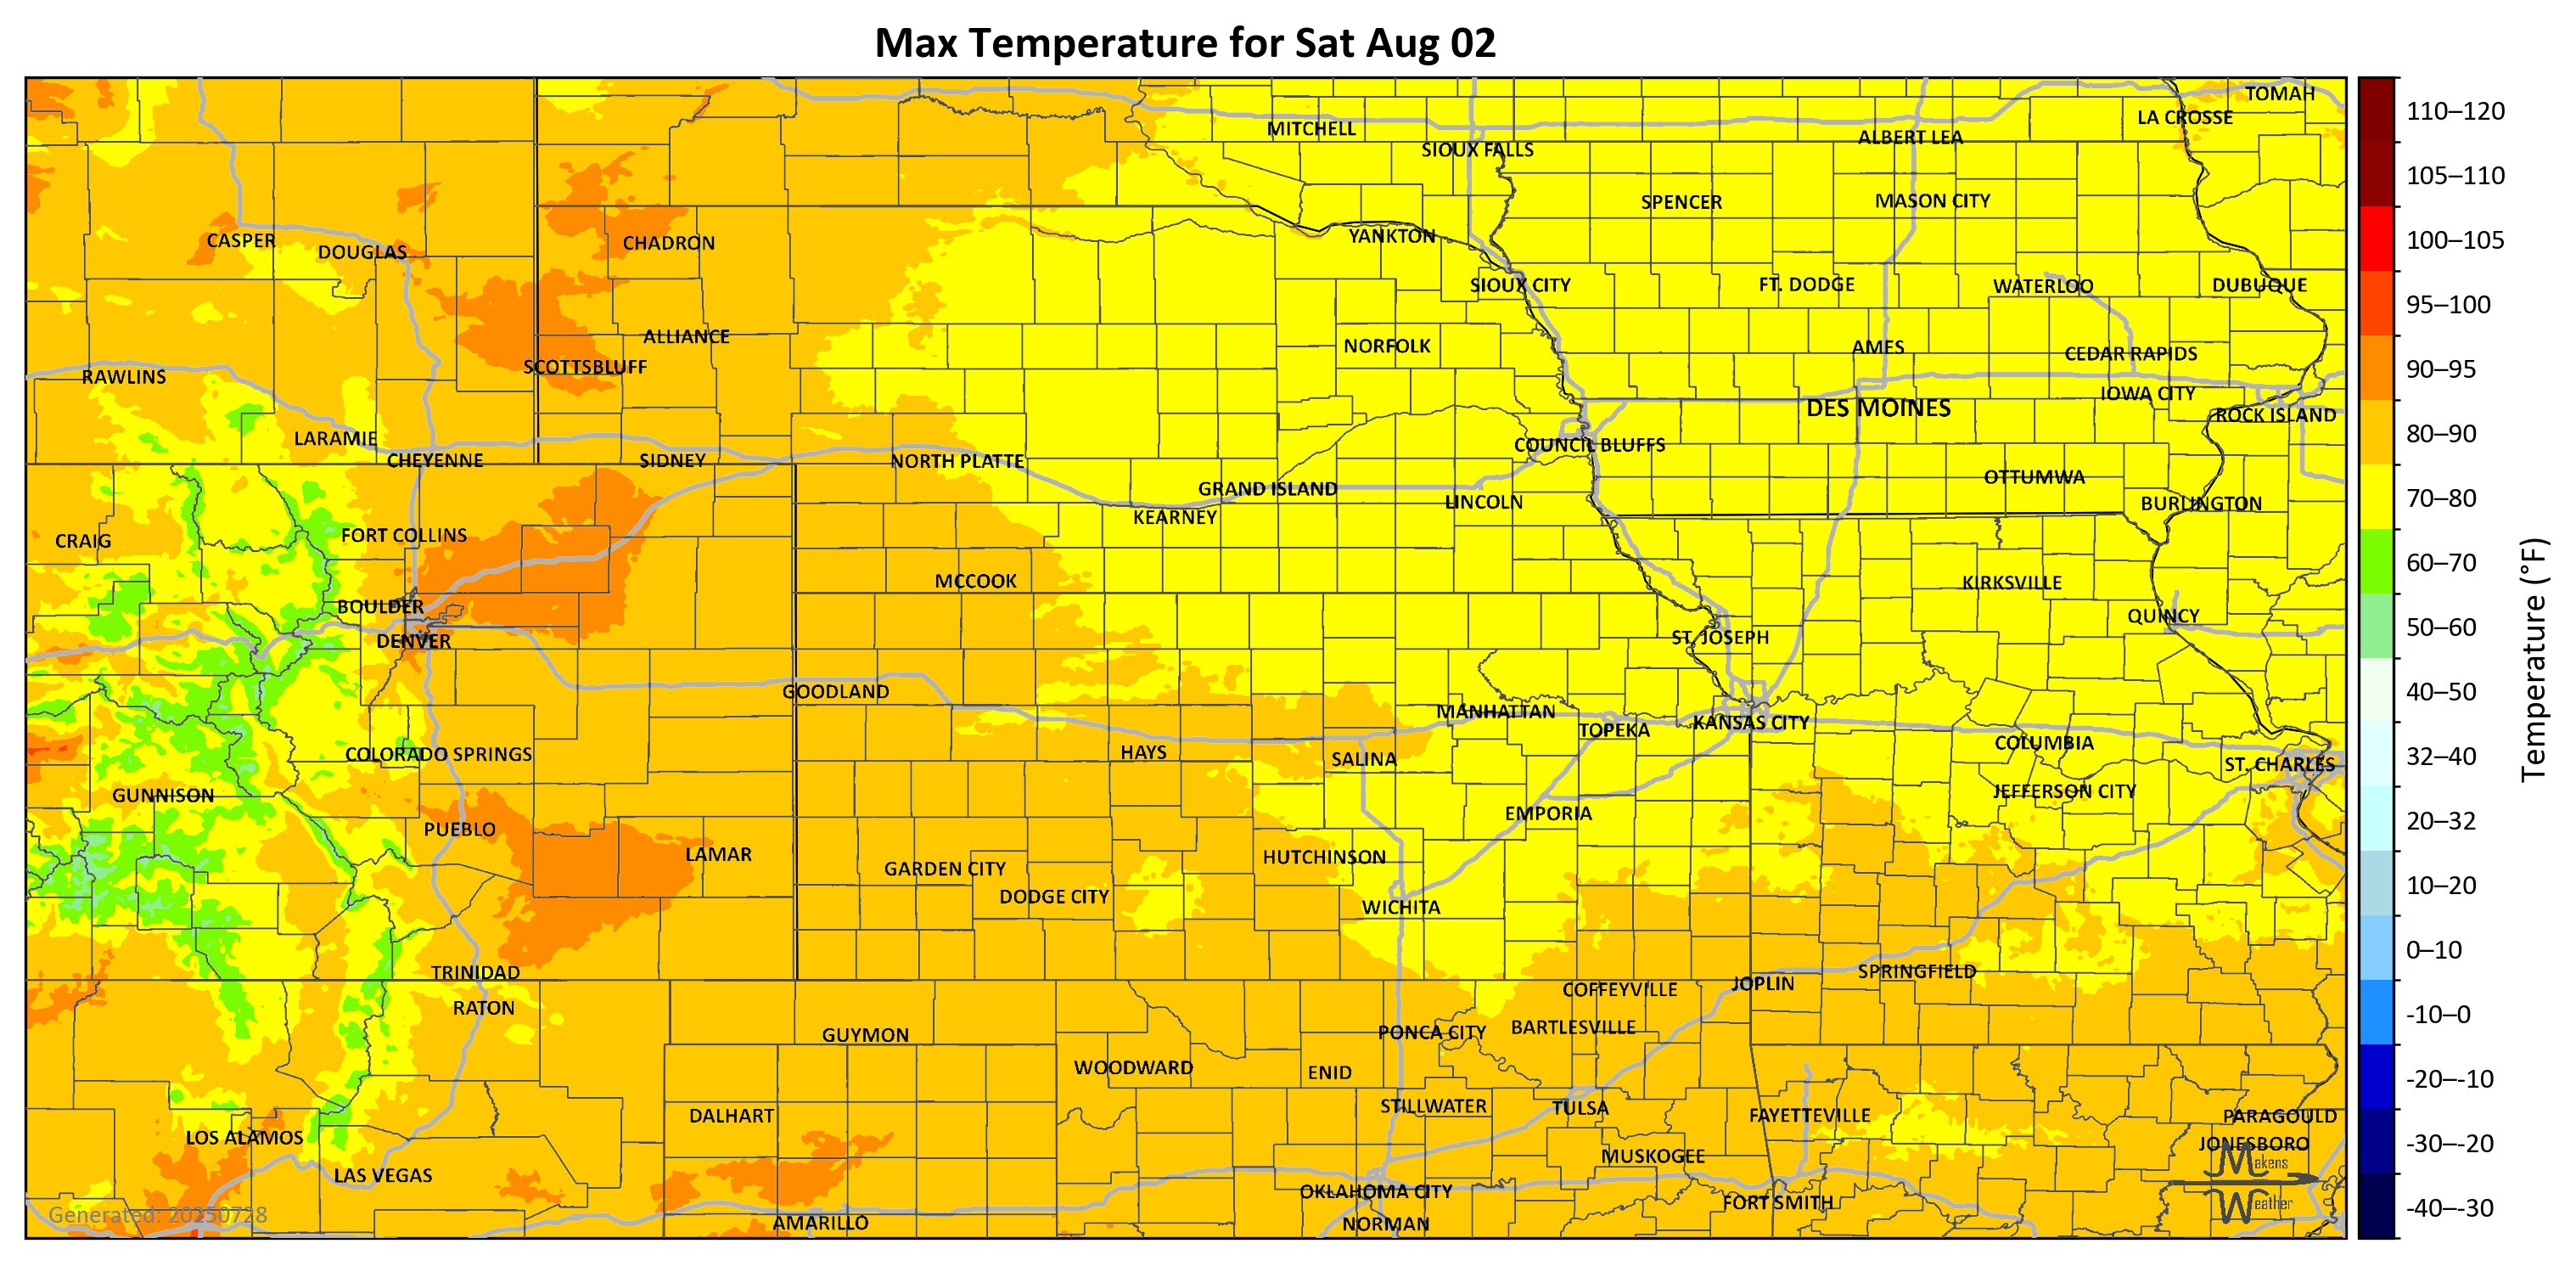 Max Temperature for Sat Aug 02
TOMAH
LA CROSSE
MITCHELL
ALBERT LEA
SIOUX FALLS
SPENCER
MASON CITY
CASPER
DOUGLAS
CHADRON
YANKTON
SIOUX CITY
FT. DODGE
WATERLOO
DUBUQUE
ALLIANCE
NORFOLK
AMES
CEDAR RAPIDS
SCOTTSBLUFF
RAWLINS
IOWA CITY
DES MOINES
ROCK ISLAND
LARAMIE
COUNCIL BLUFFS
CHEYENNE
SIDNEY
NORTH PLATTE
OTTUMWA
GRAND ISLAND
LINCOLN
BURLINGTON
KEARNEY
FORT COLLINS
CRAIG
MCCOOK
KIRKSVILLE
BOULDER
QUINCY
DENVER
ST. JOSEPH
GOODLAND
MANHATTAN
KANSAS CITY
TOPEKA
COLUMBIA
COLORADO SPRINGS
HAYS
SALINA
ST. CHARLES
GUNNISON
JEFFERSON CITY
EMPORIA
PUEBLO
LAMAR
HUTCHINSON
GARDEN CITY
DODGE CITY
WICHITA
TRINIDAD
SPRINGFIELD
JOPLIN
COFFEYVILLE
RATON
BARTLESVILLE
PONCA CITY
GUYMON
WOODWARD
ENID
STILLWATER
TULSA
DALHART
FAYETTEVILLE
PARAGOULD
LOS ALAMOS
JONESBORO
MUSKOGEE
LAS VEGAS
OKLAHOMA CITY
FORT SMITH
AMARILLO
NORMAN
Generated: 20250728
Makens
Weather
110–120
105–110
100–105
95–100
90–95
80–90
70–80
60–70
50–60
40–50
32–40
20–32
10–20
0–10
-10–0
-20–-10
-30–-20
-40–-30
Temperature (°F)